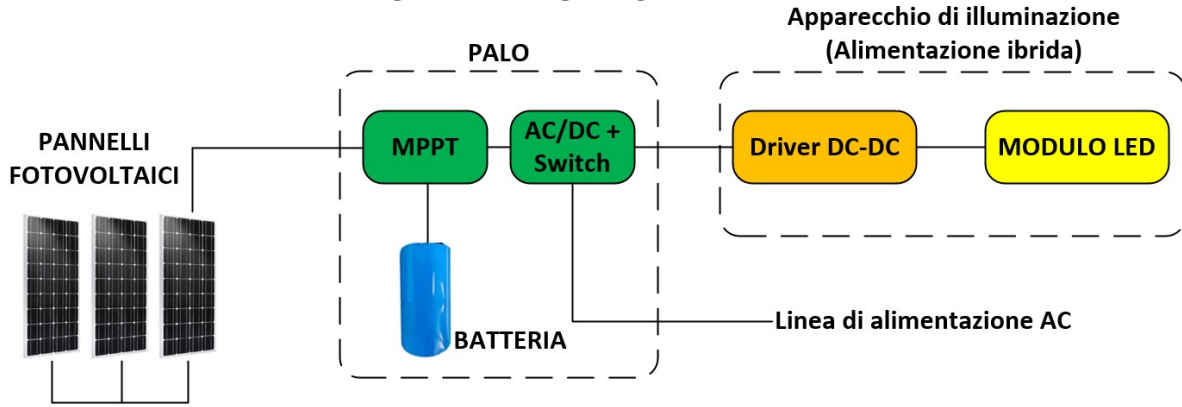 Apparecchio di illuminazione
(Alimentazione ibrida)
PALO
PANNELLI
FOTOVOLTAICI
MPPT
AC/DC +
Switch
Driver DC-DC
MODULO LED
BATTERIA
Linea di alimentazione AC